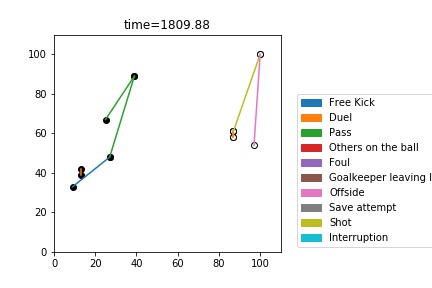 time=1809.88
100
80
60
40
20
0
0 20 40 60 80 100
Free Kick
Duel
Pass
Others on the ball
Foul
Goalkeeper leaving l
Offside
Save attempt
Shot
Interruption